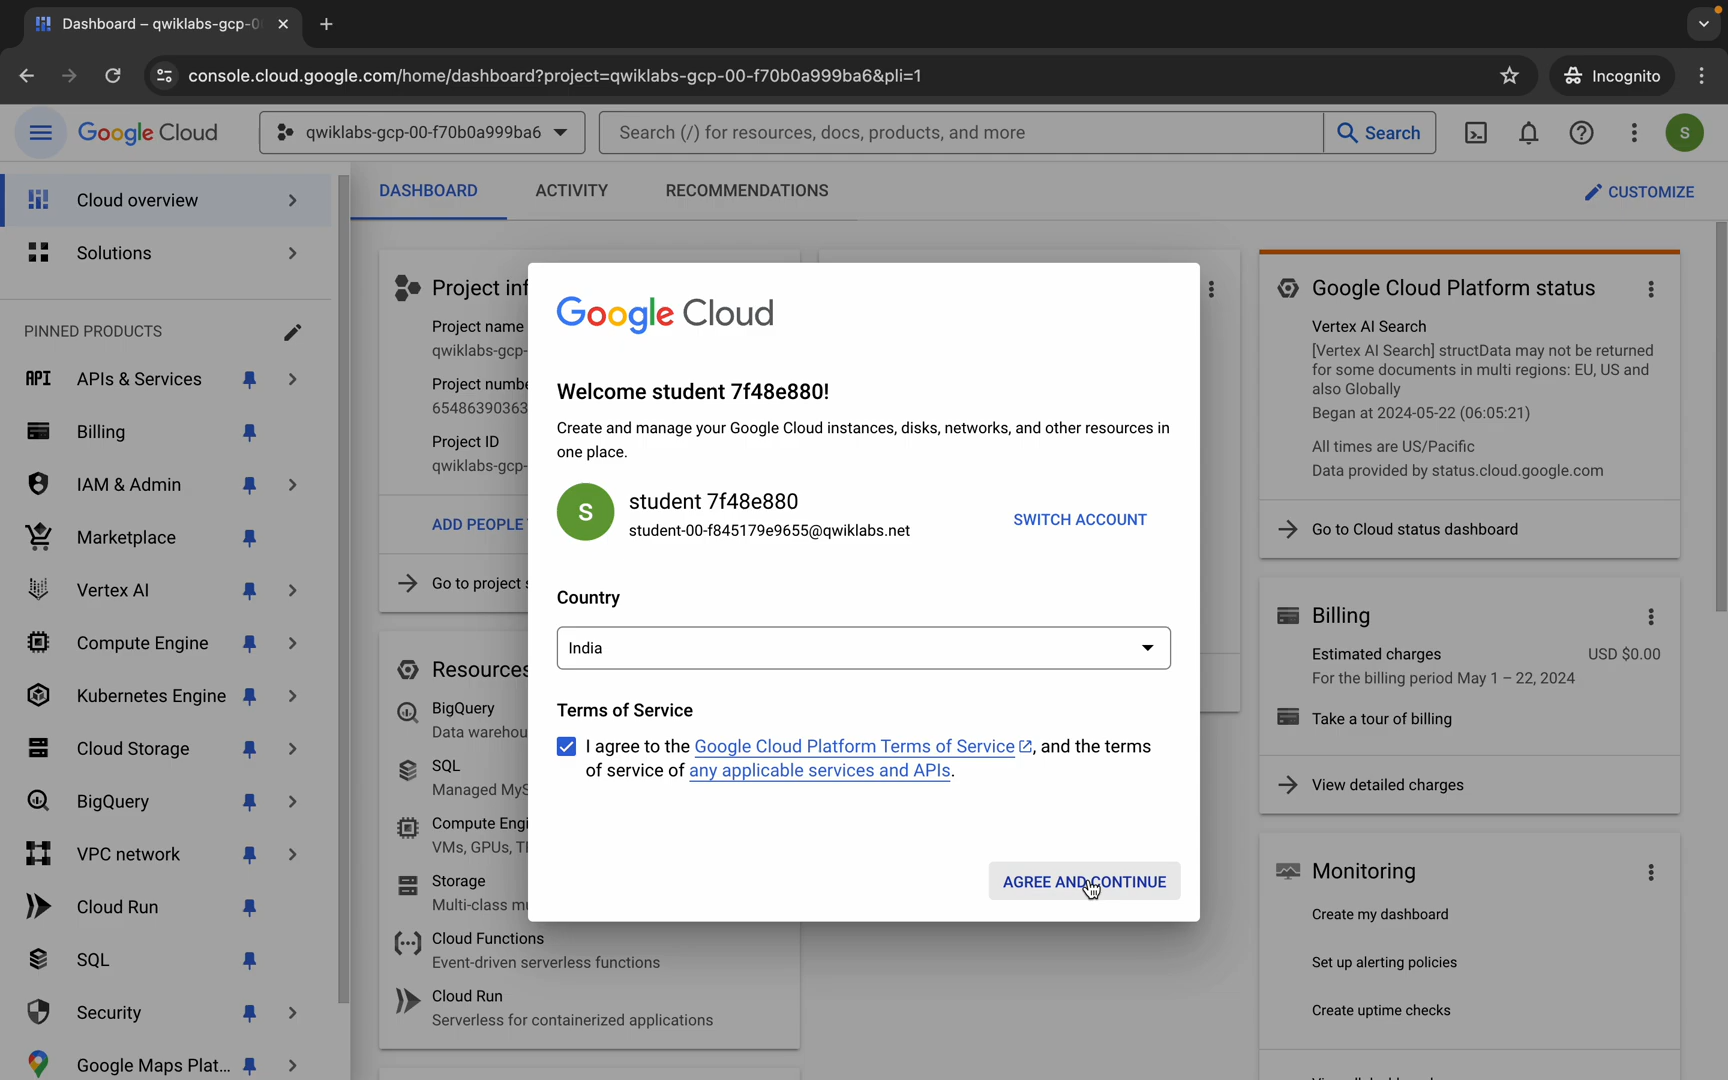 Dashboard – qwiklabs-gcp-0
console.cloud.google.com/home/dashboard?project=qwiklabs-gcp-00-f70b0a999ba6&pli=1
Incognito
Google Cloud
qwiklabs-gcp-00-f70b0a999ba6
Search (/) for resources, docs, products, and more
Search
S
Cloud overview
Solutions
PINNED PRODUCTS
API APIs & Services
Billing
IAM & Admin
Marketplace
Vertex AI
Compute Engine
Kubernetes Engine
Cloud Storage
BigQuery
VPC network
Cloud Run
SQL
Security
Google Maps Plat...
DASHBOARD
ACTIVITY
RECOMMENDATIONS
CUSTOMIZE
Project inf
Project name
qwiklabs-gcp-
Project numbe
65486390363
Project ID
qwiklabs-gcp-
ADD PEOPLE
Go to project s
Resources
BigQuery
Data warehou
SQL
Managed MyS
Compute Engi
VMs, GPUs, T
Storage
Multi-class mu
Cloud Functions
Event-driven serverless functions
Cloud Run
Serverless for containerized applications
Google Cloud
Welcome student 7f48e880!
Create and manage your Google Cloud instances, disks, networks, and other resources in
one place.
S
student 7f48e880
student-00-f845179e9655@qwiklabs.net
SWITCH ACCOUNT
Country
India
Terms of Service
I agree to the Google Cloud Platform Terms of Service, and the terms
of service of any applicable services and APIs.
AGREE AND CONTINUE
Google Cloud Platform status
Vertex AI Search
[Vertex AI Search] structData may not be returned
for some documents in multi regions: EU, US and
also Globally
Began at 2024-05-22 (06:05:21)
All times are US/Pacific
Data provided by status.cloud.google.com
Go to Cloud status dashboard
Billing
Estimated charges USD $0.00
For the billing period May 1 – 22, 2024
Take a tour of billing
View detailed charges
Monitoring
Create my dashboard
Set up alerting policies
Create uptime checks